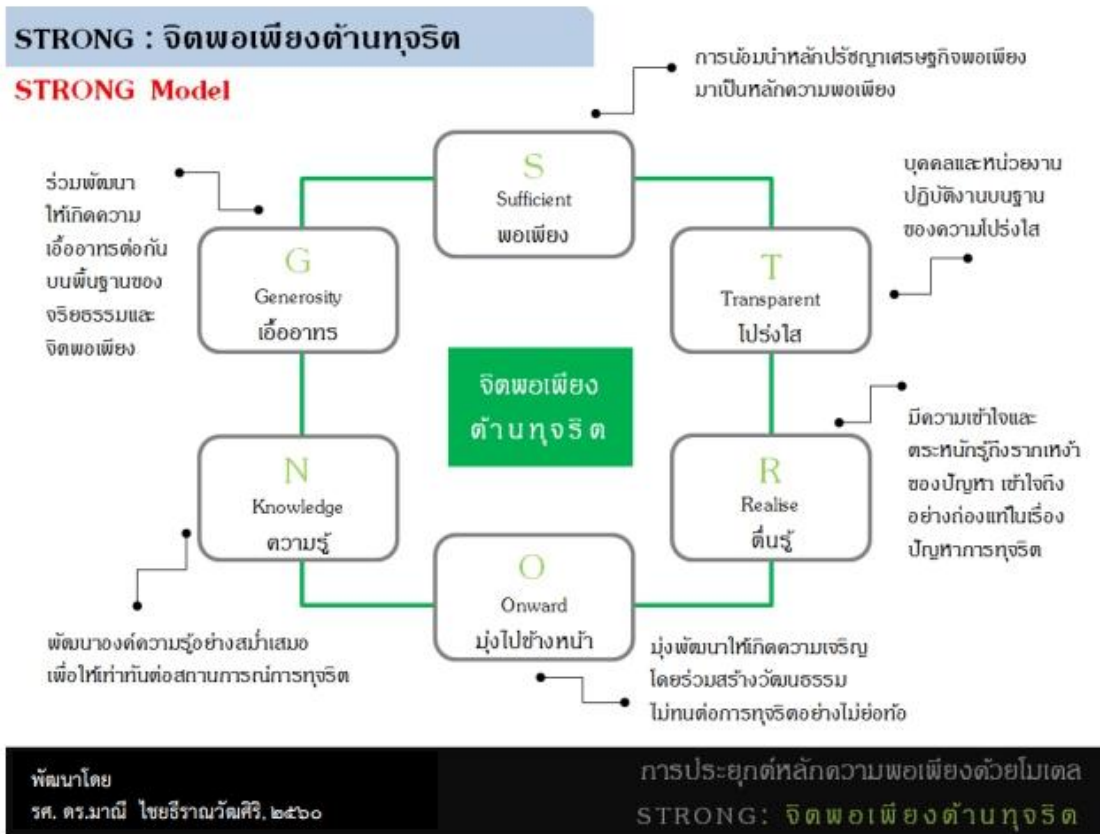 STRONG : จิตพอเพียงต้านทุจริต
STRONG Model
การน้อมนำหลักปรัชญาเศรษฐกิจพอเพียง
มาเป็นหลักความพอเพียง
S
Sufficient
พอเพียง
บุคคลและหน่วยงาน
ปฏิบัติงานบนฐาน
ของความโปร่งใส
T
Transparent
โปร่งใส
มีความเข้าใจและ
ตระหนักรู้ถึงรากเหง้า
ของปัญหา เข้าใจถึง
อย่างถ่องแท้ในเรื่อง
ปัญหาการทุจริต
R
Realise
ตื่นรู้
O
Onward
มุ่งไปข้างหน้า
มุ่งพัฒนาให้เกิดความเจริญ
โดยร่วมสร้างวัฒนธรรม
ไม่ทนต่อการทุจริตอย่างไม่ย่อท้อ
N
Knowledge
ความรู้
พัฒนาองค์ความรู้อย่างสม่ำเสมอ
เพื่อให้เท่าทันต่อสถานการณ์การทุจริต
G
Generosity
เอื้ออาทร
ร่วมพัฒนา
ให้เกิดความ
เอื้ออาทรต่อกัน
บนพื้นฐานของ
จริยธรรมและ
จิตพอเพียง
จิตพอเพียง
ต้านทุจริต
พัฒนาโดย
รศ. ดร.มาณี ไชยธีรานุวัฒศิริ, ๒๕๖๐
การประยุกต์หลักความพอเพียงด้วยโมเดล
STRONG: จิตพอเพียงต้านทุจริต